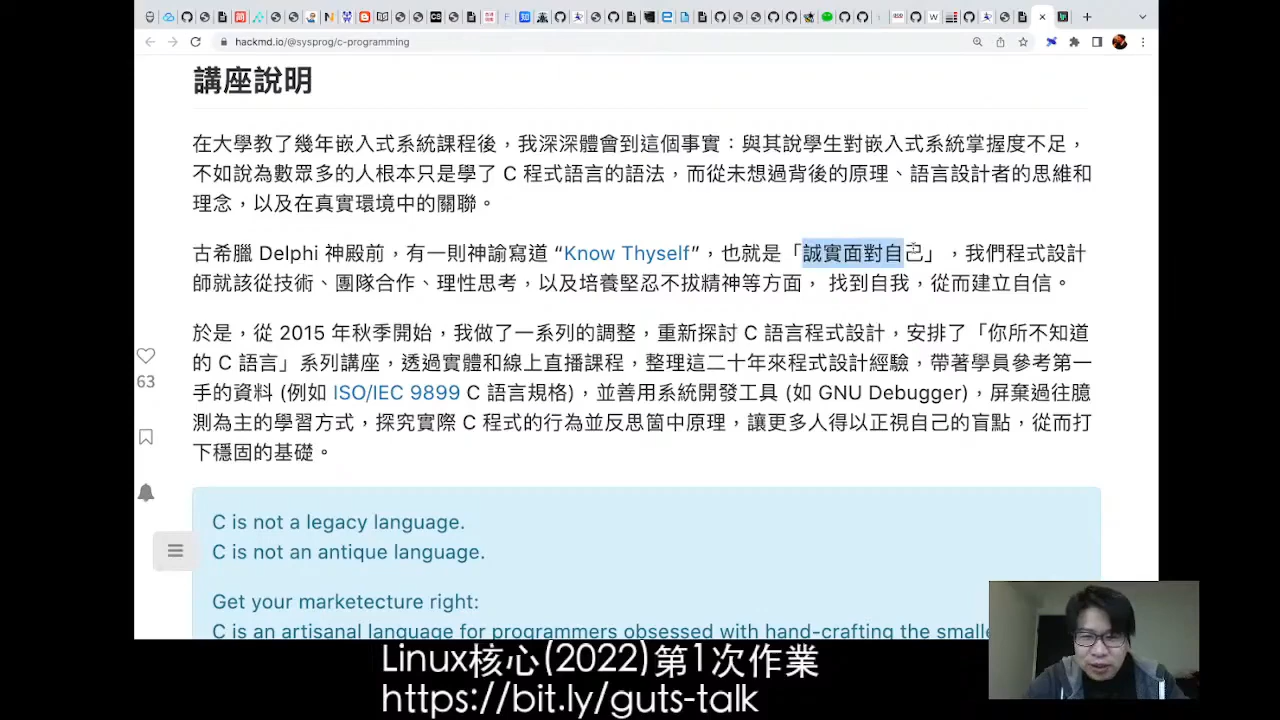 hackmd.io/@sysprog/c-programming
講座說明
在大學教了幾年嵌入式系統課程後，我深深體會到這個事實：與其說學生對嵌入式系統掌握度不足，
不如說為數眾多的人根本只是學了 C 程式語言的語法，而從未想過背後的原理、語言設計者的思維和
理念，以及在真實環境中的關聯。
古希臘 Delphi 神殿前，有一則神諭寫道 “Know Thyself”，也就是「誠實面對自己」，我們程式設計
師就該從技術、團隊合作、理性思考，以及培養堅忍不拔精神等方面， 找到自我，從而建立自信。
於是，從 2015 年秋季開始，我做了一系列的調整，重新探討 C 語言程式設計，安排了「你所不知道
的 C 語言」系列講座，透過實體和線上直播課程，整理這二十年來程式設計經驗，帶著學員參考第一
手的資料 (例如 ISO/IEC 9899 C 語言規格)，並善用系統開發工具 (如 GNU Debugger)，屏棄過往臆
測為主的學習方式，探究實際 C 程式的行為並反思箇中原理，讓更多人得以正視自己的盲點，從而打
下穩固的基礎。
63
C is not a legacy language.
C is not an antique language.
Get your marketecture right:
C is an artisanal language for programmers obsessed with hand-crafting the smalle
Linux核心(2022)第1次作業
https://bit.ly/guts-talk